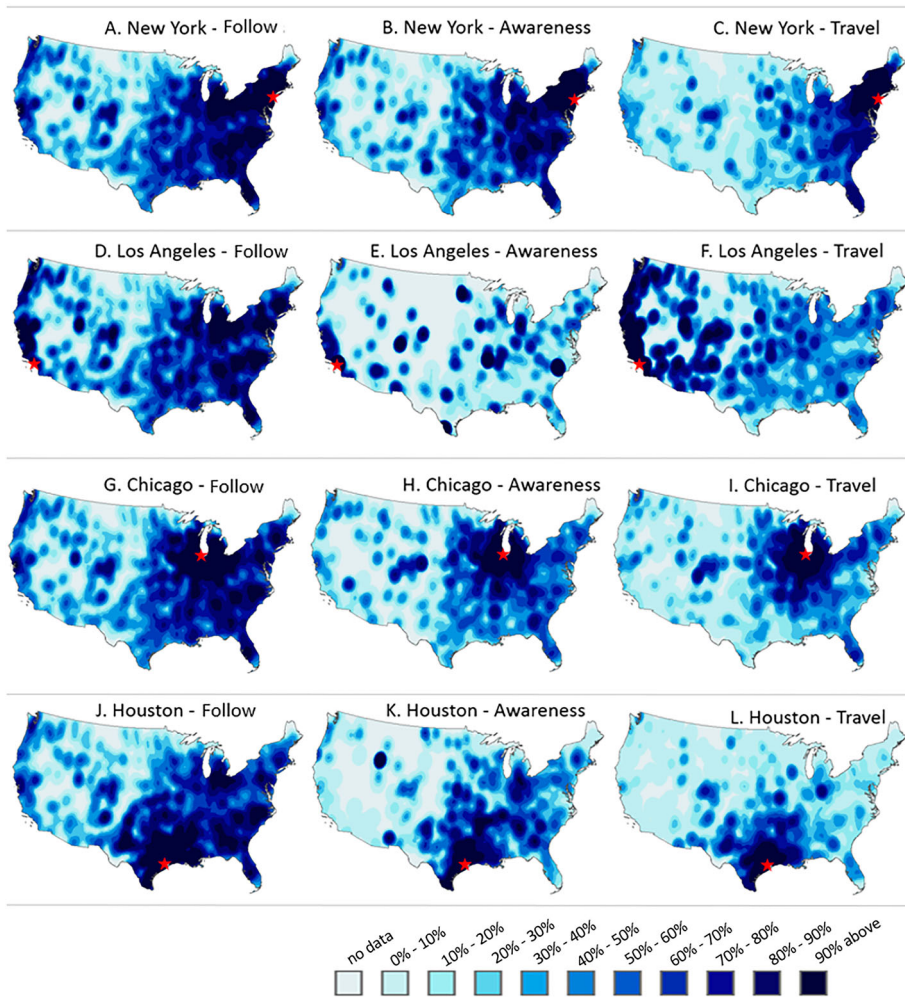 A. New York - Follow
B. New York - Awareness
C. New York - Travel
D. Los Angeles - Follow
E. Los Angeles - Awareness
F. Los Angeles - Travel
G. Chicago - Follow
H. Chicago - Awareness
I. Chicago - Travel
J. Houston - Follow
K. Houston - Awareness
L. Houston - Travel
no data
0% - 10%
10% - 20%
20% - 30%
30% - 40%
40% - 50%
50% - 60%
60% - 70%
70% - 80%
80% - 90%
90% above